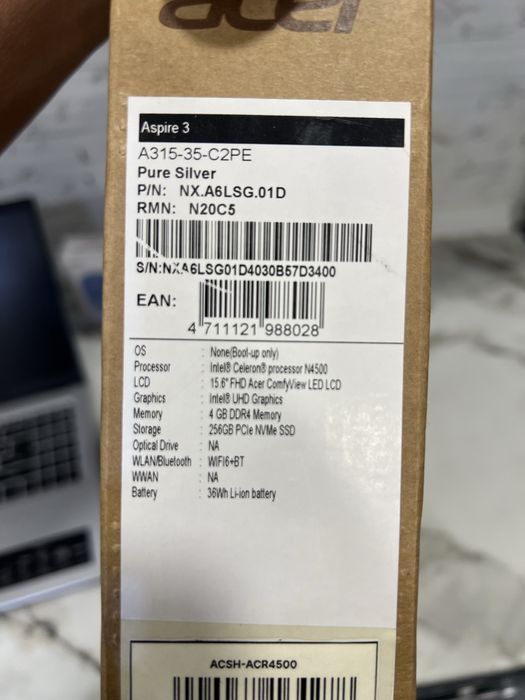 acer
Aspire 3
A315-35-C2PE
Pure Silver
P/N: NX.A6LSG.01D
RMN: N20C5
S/N:NXA6LSG01D4030B57D3400
EAN:
4 711121 988028
OS : None(Boot-up only)
Processor : Intel® Celeron® processor N4500
LCD : 15.6" FHD Acer ComfyView LED LCD
Graphics : Intel® UHD Graphics
Memory : 4 GB DDR4 Memory
Storage : 256GB PCIe NVMe SSD
Optical Drive : NA
WLAN/Bluetooth : WIFI6+BT
WWAN : NA
Battery : 36Wh Li-ion battery
ACSH-ACR4500